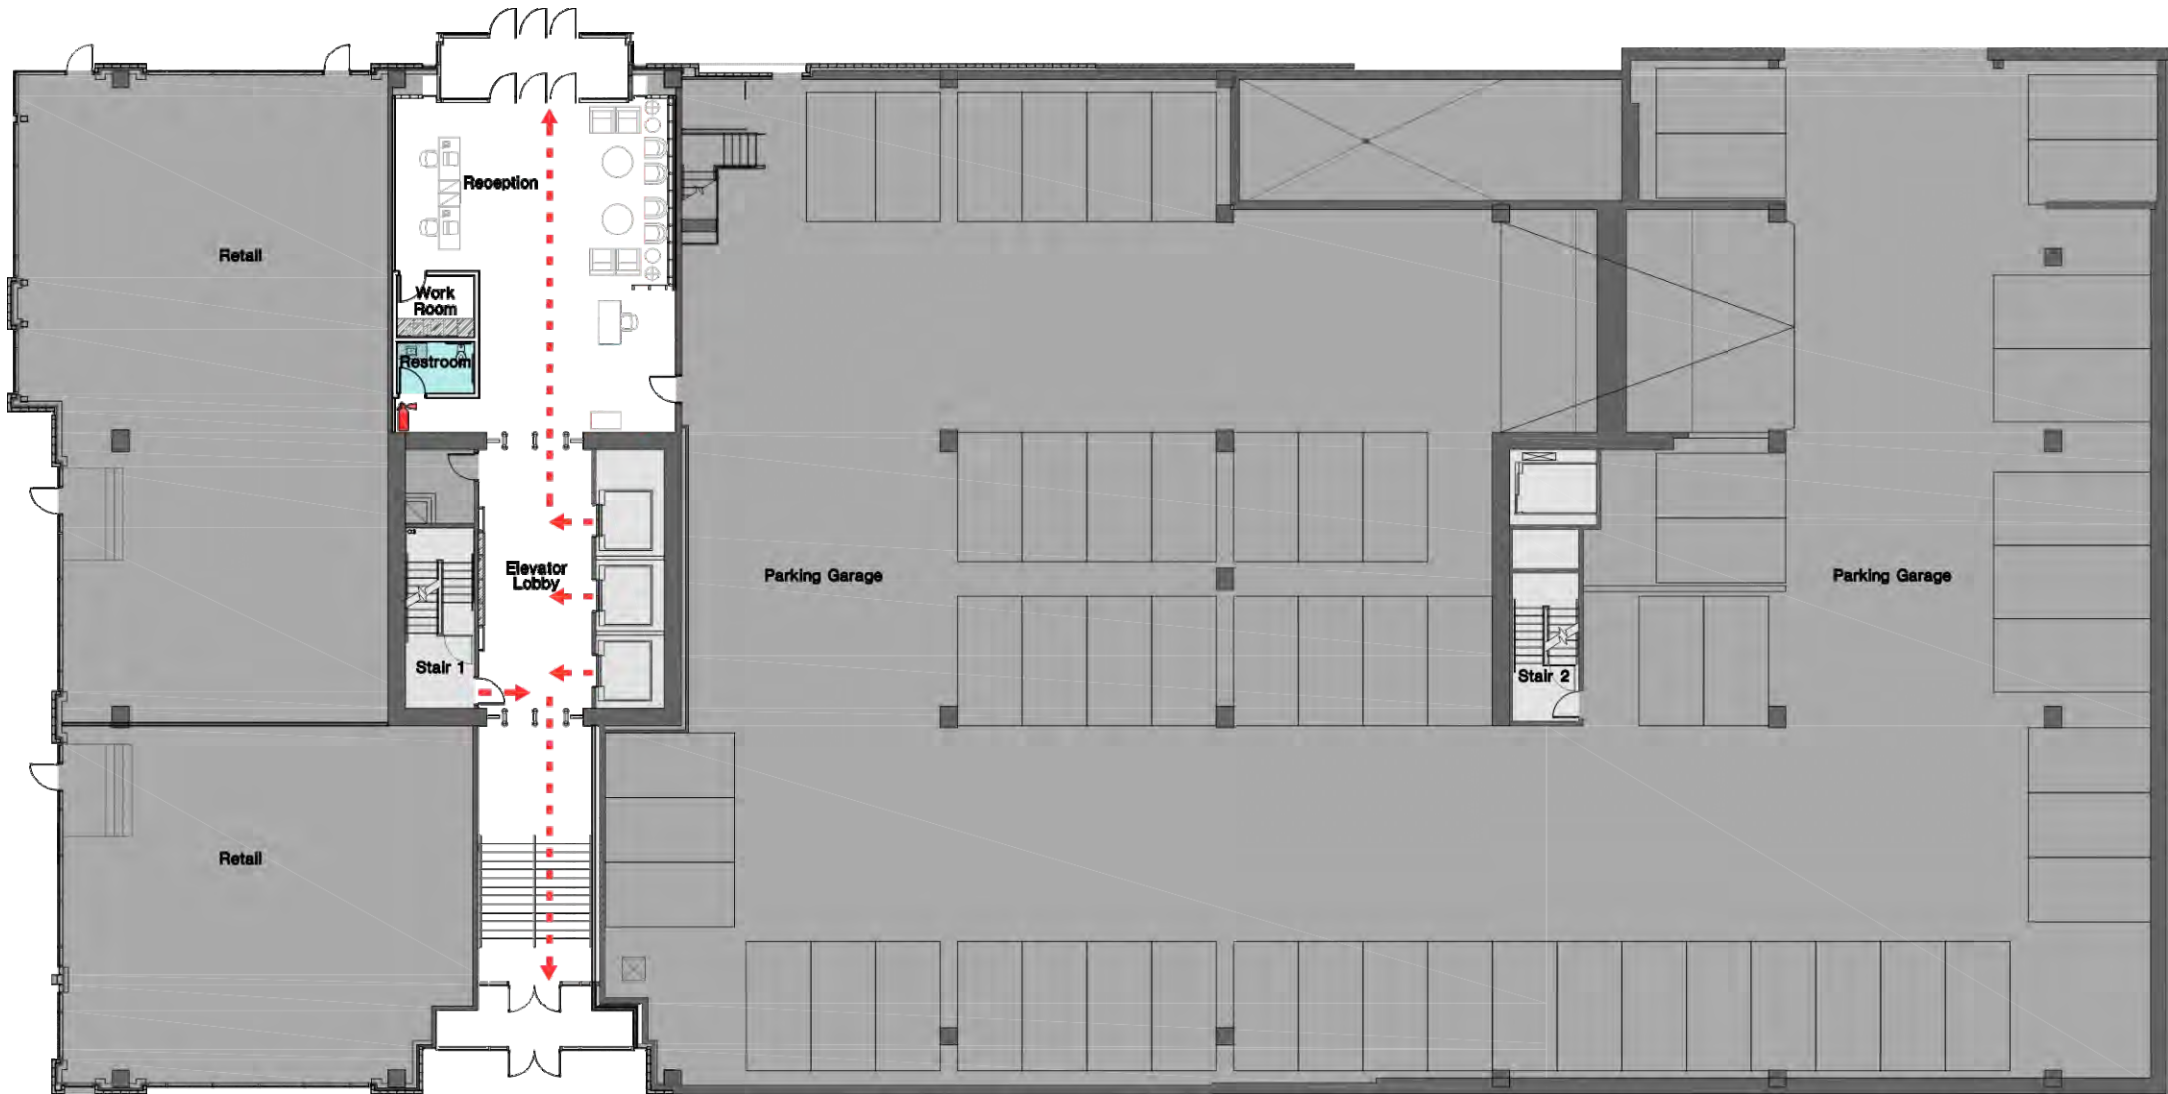 Reception
Retail
Work
Room
Restroom
Elevator
Lobby
Parking Garage
Parking Garage
Stair 1
Stair 2
Retail